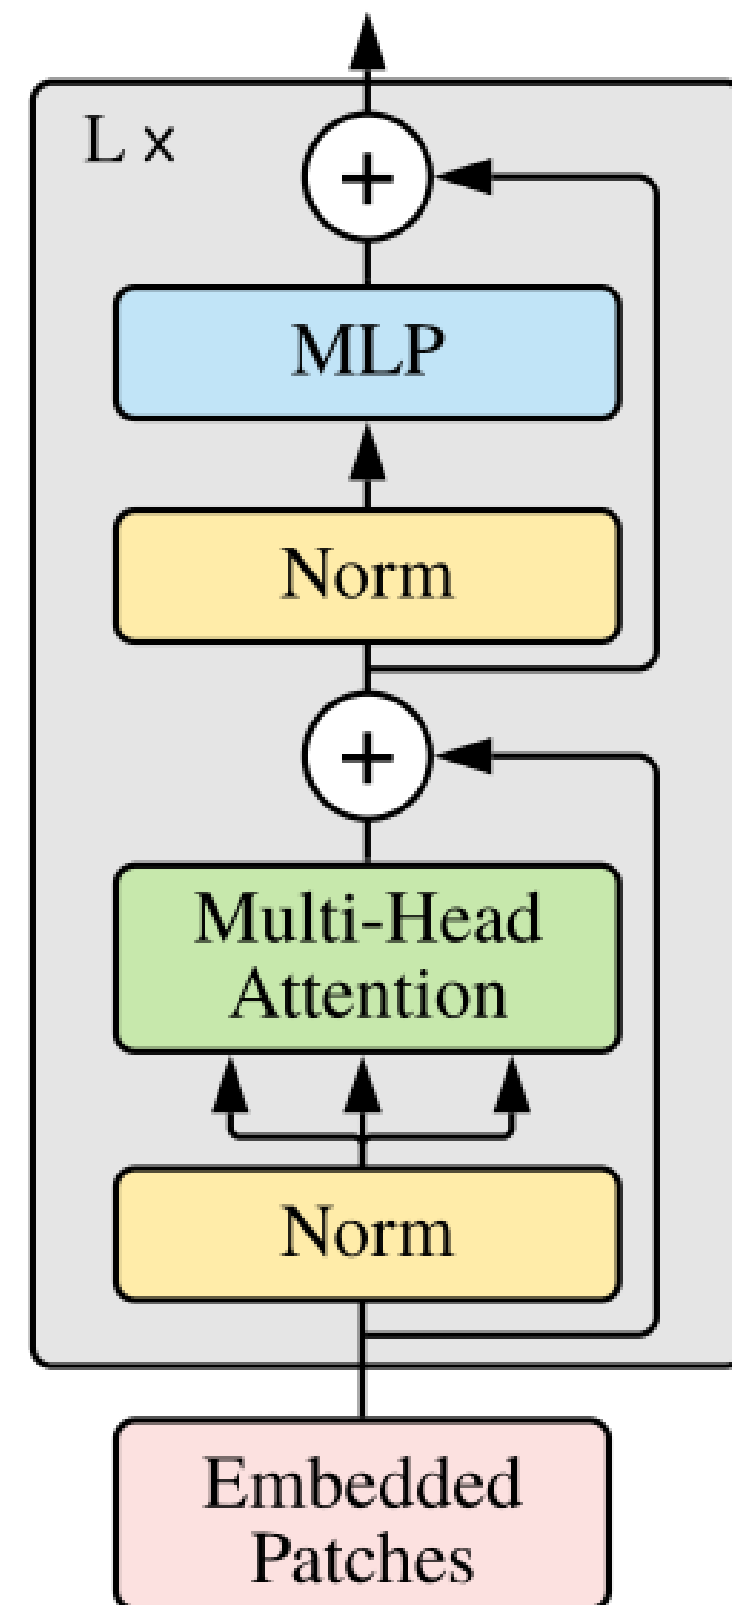 L x
+
MLP
Norm
+
Multi-Head
Attention
Norm
Embedded
Patches